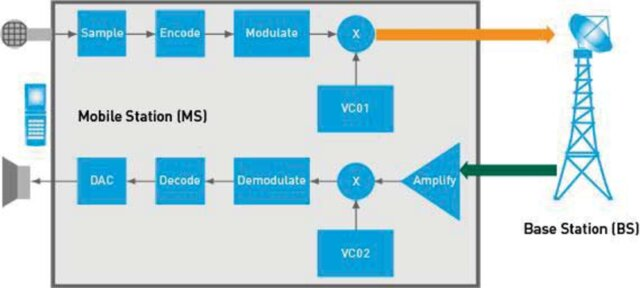 Sample
Encode
Modulate
X
VC01
Mobile Station (MS)
DAC
Decode
Demodulate
X
Amplify
VC02
Base Station (BS)